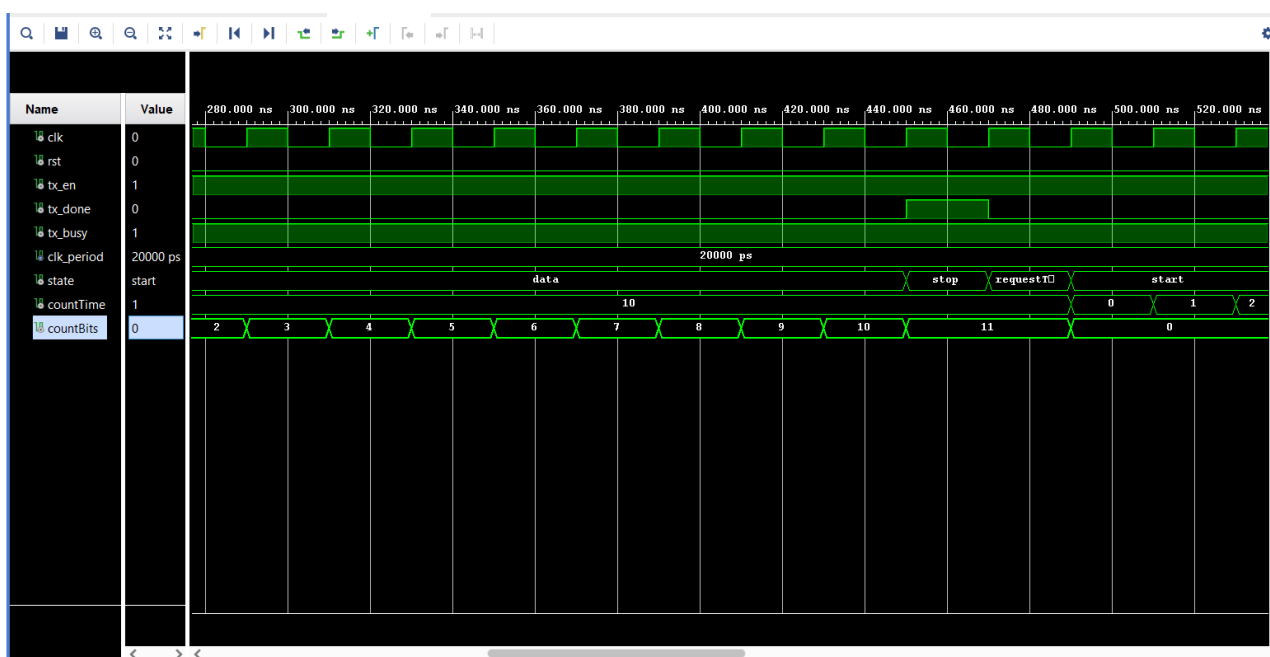 Name Value 280.000 ns 300.000 ns 320.000 ns 340.000 ns 360.000 ns 380.000 ns 400.000 ns 420.000 ns 440.000 ns 460.000 ns 480.000 ns 500.000 ns 520.000 ns
clk 0
rst 0
tx_en 1
tx_done 0
tx_busy 1
clk_period 20000 ps 20000 ps
state start data stop requestT□ start
countTime 1 10 0 1 2
countBits 0 2 3 4 5 6 7 8 9 10 11 0